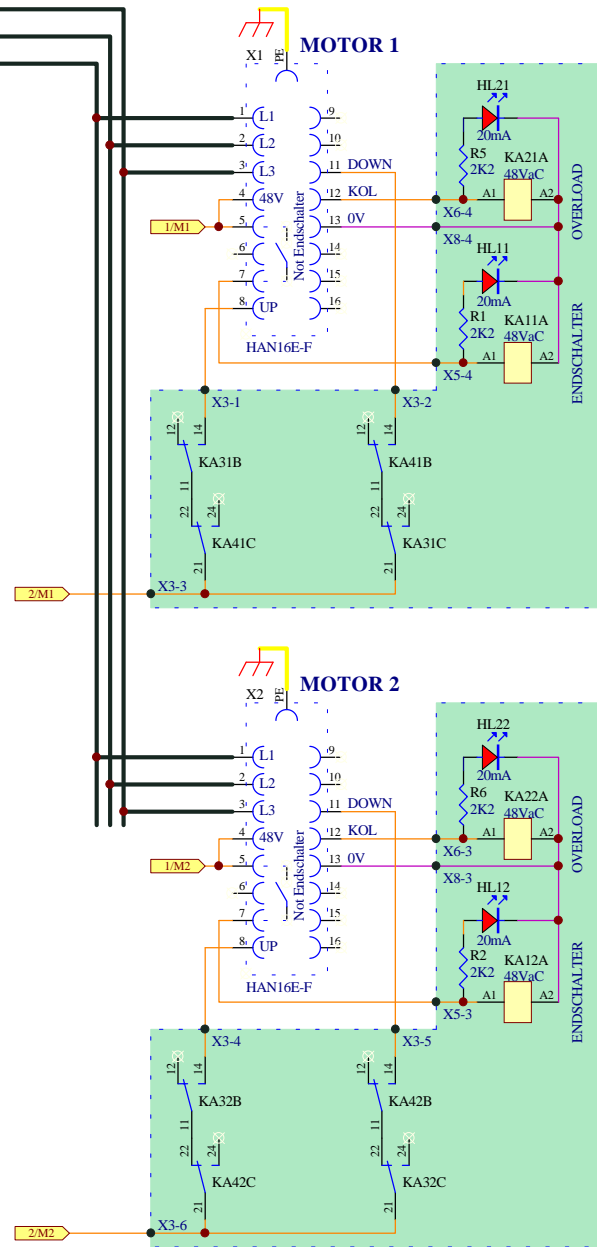 MOTOR 1
X1
PE
1 L1 9
2 L2 10
3 L3 11 DOWN
4 48V 12 KOL
1/M1 5 13 0V
6 14
7 15
8 UP 16
Not Endschalter
HAN16E-F
HL21
20mA
R5
2K2
KA21A
48VaC
A1 A2
X6-4
X8-4
OVERLOAD
HL11
20mA
R1
2K2
KA11A
48VaC
A1 A2
X5-4
ENDSCHALTER
X3-1 X3-2
12 14 12 14
KA31B KA41B
11 11
22 24 22 24
KA41C KA31C
21 21
2/M1 X3-3
MOTOR 2
X2
PE
1 L1 9
2 L2 10
3 L3 11 DOWN
4 48V 12 KOL
1/M2 5 13 0V
6 14
7 15
8 UP 16
Not Endschalter
HAN16E-F
HL22
20mA
R6
2K2
KA22A
48VaC
A1 A2
X6-3
X8-3
OVERLOAD
HL12
20mA
R2
2K2
KA12A
48VaC
A1 A2
X5-3
ENDSCHALTER
X3-4 X3-5
12 14 12 14
KA32B KA42B
11 11
22 24 22 24
KA42C KA32C
21 21
2/M2 X3-6